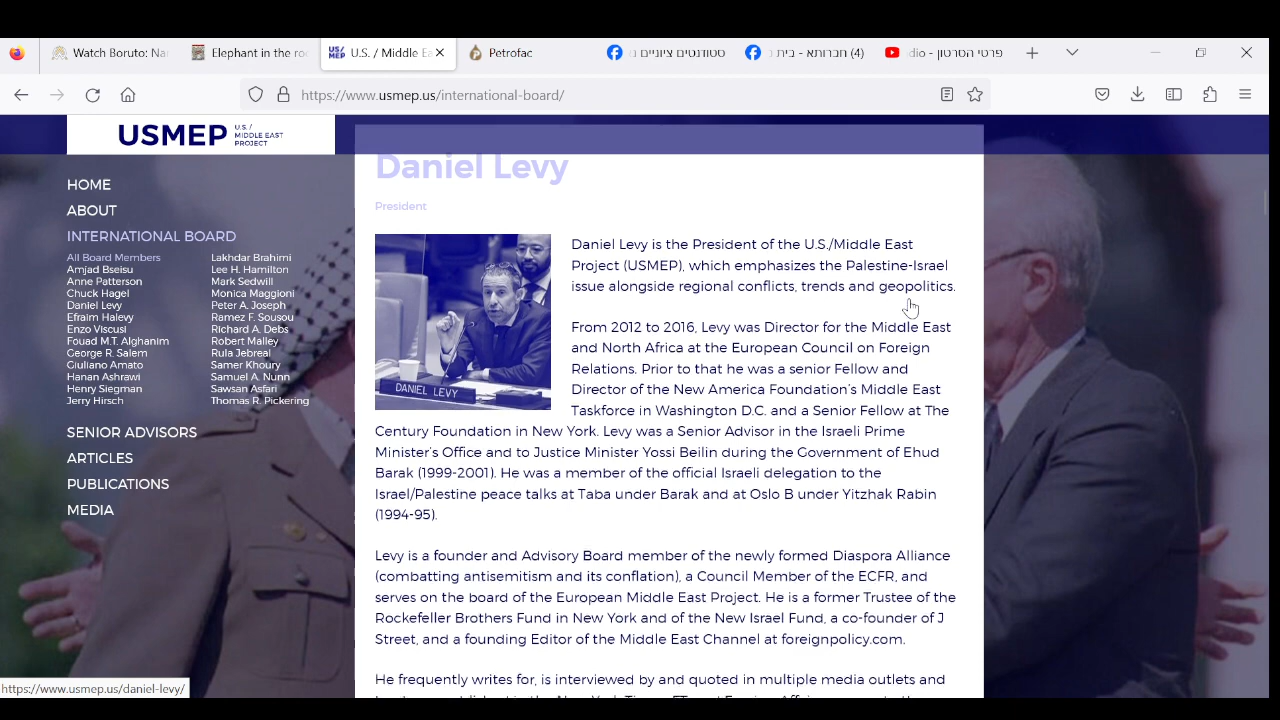 Watch Boruto: Na
Elephant in the ro
U.S. / Middle Ea
Petrofac
סטודנטים ציוניים
(4) חברותא - בית
פרטי הסרטון - dio
https://www.usmep.us/international-board/
USMEP
U.S./
MIDDLE EAST
PROJECT
HOME
ABOUT
INTERNATIONAL BOARD
All Board Members
Amjad Bseisu
Anne Patterson
Chuck Hagel
Daniel Levy
Efraim Halevy
Enzo Viscusi
Fouad M.T. Alghanim
George R. Salem
Giuliano Amato
Hanan Ashrawi
Henry Siegman
Jerry Hirsch
Lakhdar Brahimi
Lee H. Hamilton
Mark Sedwill
Monica Maggioni
Peter A. Joseph
Ramez F. Sousou
Richard A. Debs
Robert Malley
Rula Jebreal
Samer Khoury
Samuel A. Nunn
Sawsan Asfari
Thomas R. Pickering
SENIOR ADVISORS
ARTICLES
PUBLICATIONS
MEDIA
Daniel Levy
President
DANIEL LEVY
Daniel Levy is the President of the U.S./Middle East
Project (USMEP), which emphasizes the Palestine-Israel
issue alongside regional conflicts, trends and geopolitics.
From 2012 to 2016, Levy was Director for the Middle East
and North Africa at the European Council on Foreign
Relations. Prior to that he was a senior Fellow and
Director of the New America Foundation's Middle East
Taskforce in Washington D.C. and a Senior Fellow at The
Century Foundation in New York. Levy was a Senior Advisor in the Israeli Prime
Minister's Office and to Justice Minister Yossi Beilin during the Government of Ehud
Barak (1999-2001). He was a member of the official Israeli delegation to the
Israel/Palestine peace talks at Taba under Barak and at Oslo B under Yitzhak Rabin
(1994-95).
Levy is a founder and Advisory Board member of the newly formed Diaspora Alliance
(combatting antisemitism and its conflation), a Council Member of the ECFR, and
serves on the board of the European Middle East Project. He is a former Trustee of the
Rockefeller Brothers Fund in New York and of the New Israel Fund, a co-founder of J
Street, and a founding Editor of the Middle East Channel at foreignpolicy.com.
He frequently writes for, is interviewed by and quoted in multiple media outlets and
https://www.usmep.us/daniel-levy/